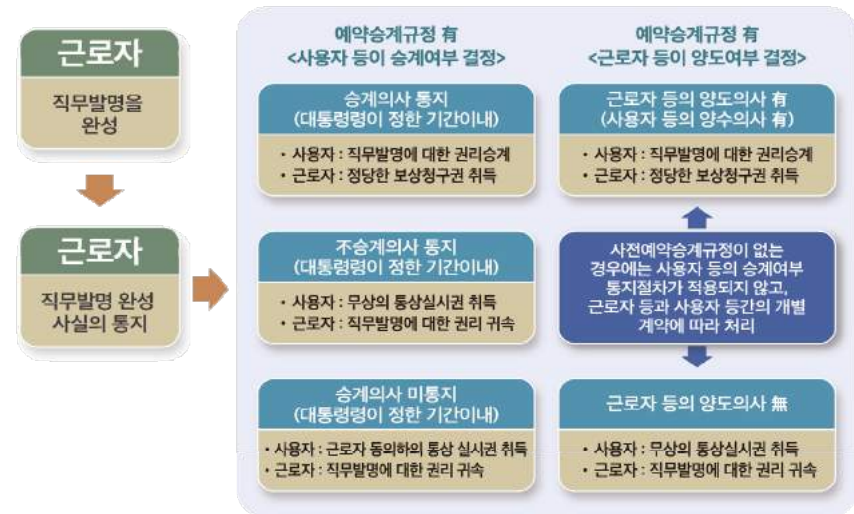 근로자
직무발명을
완성
근로자
직무발명 완성
사실의 통지
예약승계규정 有
<사용자 등이 승계여부 결정>
승계의사 통지
(대통령령이 정한 기간이내)
• 사용자 : 직무발명에 대한 권리승계
• 근로자 : 정당한 보상청구권 취득
不승계의사 통지
(대통령령이 정한 기간이내)
• 사용자 : 무상의 통상실시권 취득
• 근로자 : 직무발명에 대한 권리 귀속
승계의사 미통지
(대통령령이 정한 기간이내)
• 사용자 : 근로자 동의하의 통상 실시권 취득
• 근로자 : 직무발명에 대한 권리 귀속
예약승계규정 有
<근로자 등이 양도여부 결정>
근로자 등의 양도의사 有
(사용자 등의 양수의사 有)
• 사용자 : 직무발명에 대한 권리승계
• 근로자 : 정당한 보상청구권 취득
사전예약승계규정이 없는
경우에는 사용자 등의 승계여부
통지절차가 적용되지 않고,
근로자 등과 사용자 등간의 개별
계약에 따라 처리
근로자 등의 양도의사 無
• 사용자 : 무상의 통상실시권 취득
• 근로자 : 직무발명에 대한 권리 귀속